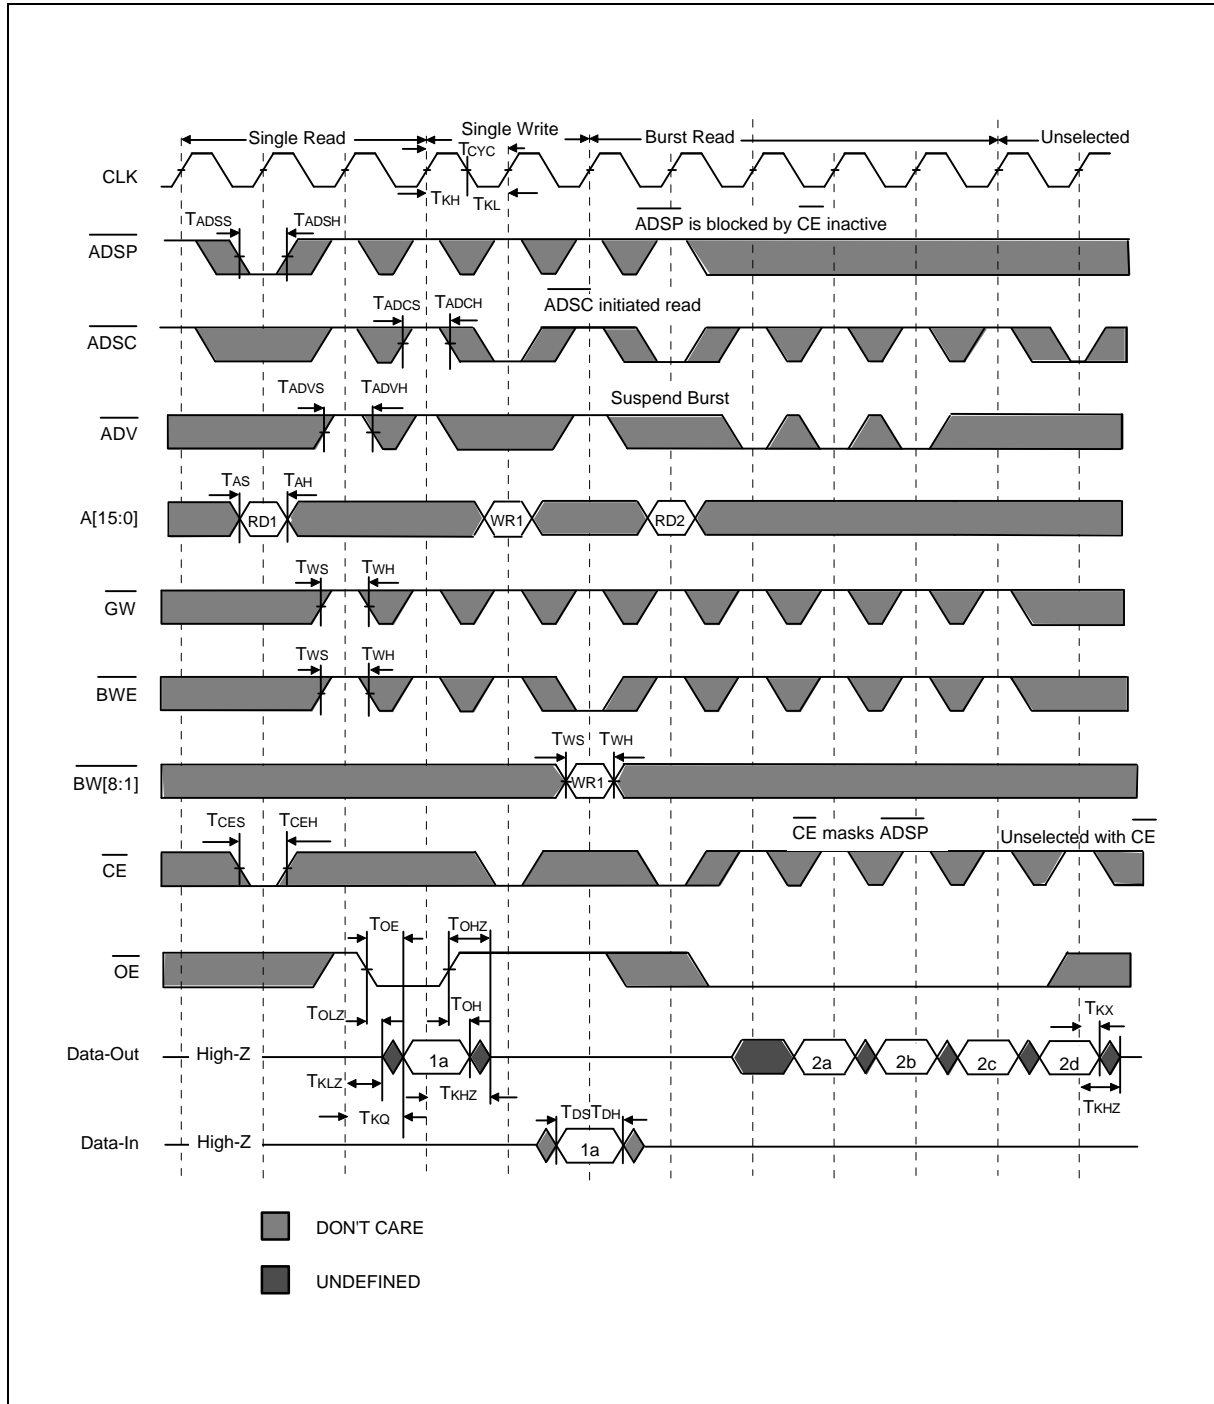 Single Read
Single Write
Burst Read
Unselected
TCYC
CLK
TKH
TKL
TADSS
TADSH
ADSP is blocked by CE inactive
ADSP
TADCS
TADCH
ADSC initiated read
ADSC
TADVS
TADVH
Suspend Burst
ADV
TAS
TAH
A[15:0]
RD1
WR1
RD2
TWS
TWH
GW
TWS
TWH
BWE
TWS
TWH
BW[8:1]
WR1
TCES
TCEH
CE masks ADSP
Unselected with CE
CE
TOE
TOHZ
OE
TOLZ
TOH
TKX
Data-Out
High-Z
1a
2a
2b
2c
2d
TKLZ
TKHZ
TKHZ
TKQ
TDS
TDH
Data-In
High-Z
1a
DON'T CARE
UNDEFINED